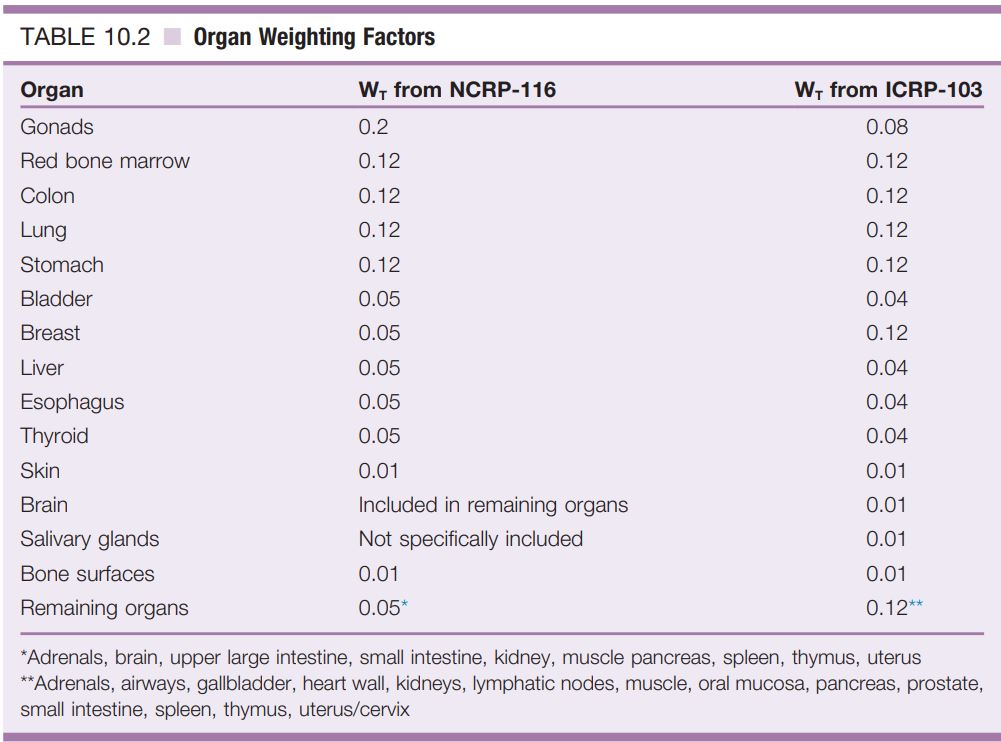 TABLE 10.2 Organ Weighting Factors
Organ WT from NCRP-116 WT from ICRP-103
Gonads 0.2 0.08
Red bone marrow 0.12 0.12
Colon 0.12 0.12
Lung 0.12 0.12
Stomach 0.12 0.12
Bladder 0.05 0.04
Breast 0.05 0.12
Liver 0.05 0.04
Esophagus 0.05 0.04
Thyroid 0.05 0.04
Skin 0.01 0.01
Brain Included in remaining organs 0.01
Salivary glands Not specifically included 0.01
Bone surfaces 0.01 0.01
Remaining organs 0.05* 0.12**
*Adrenals, brain, upper large intestine, small intestine, kidney, muscle pancreas, spleen, thymus, uterus
**Adrenals, airways, gallbladder, heart wall, kidneys, lymphatic nodes, muscle, oral mucosa, pancreas, prostate,
small intestine, spleen, thymus, uterus/cervix